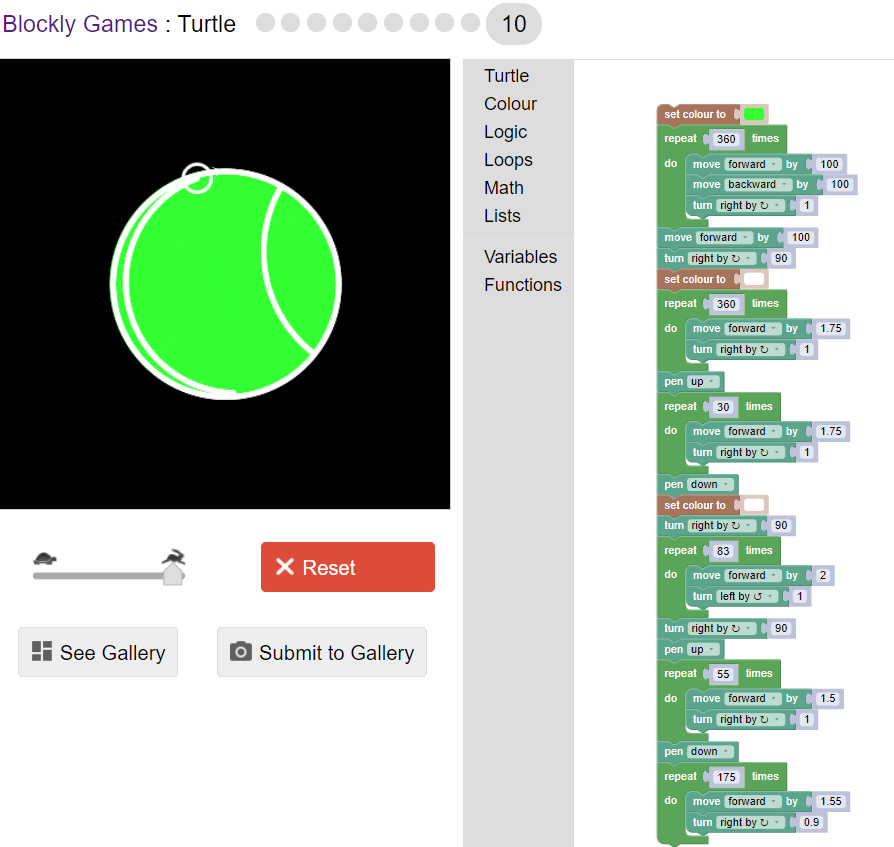 Blockly Games : Turtle 10
Turtle
Colour
Logic
Loops
Math
Lists
Variables
Functions
set colour to
repeat 360 times
do move forward by 100
move backward by 100
turn right by ↻ 1
move forward by 100
turn right by ↻ 90
set colour to
repeat 360 times
do move forward by 1.75
turn right by ↻ 1
pen up
repeat 30 times
do move forward by 1.75
turn right by ↻ 1
pen down
set colour to
turn right by ↻ 90
repeat 83 times
do move forward by 2
turn left by ↺ 1
turn right by ↻ 90
pen up
repeat 55 times
do move forward by 1.5
turn right by ↻ 1
pen down
repeat 175 times
do move forward by 1.55
turn right by ↻ 0.9
Reset
See Gallery
Submit to Gallery